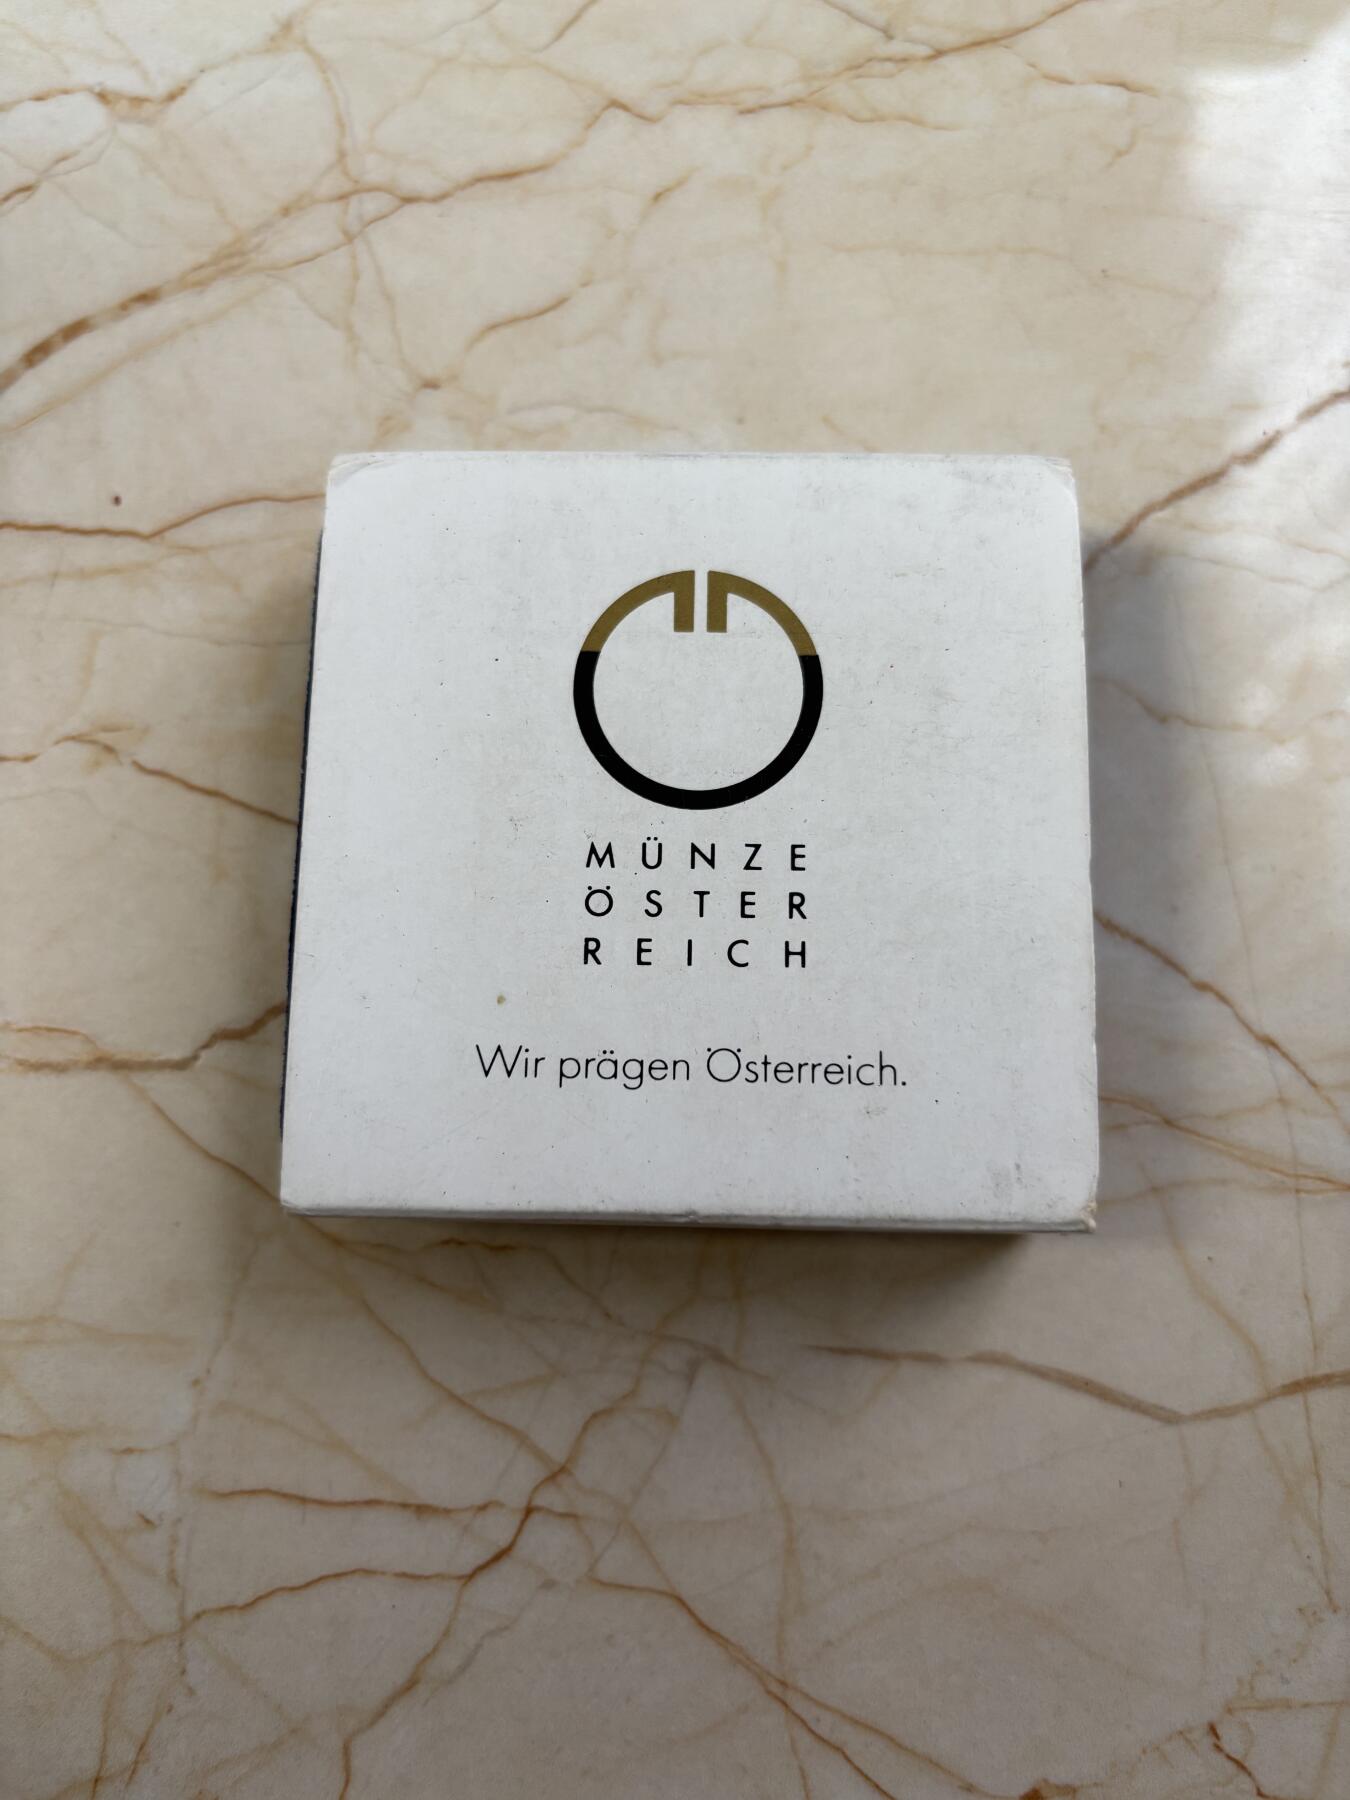 MÜNZE
ÖSTER
REICH
Wir prägen Österreich.